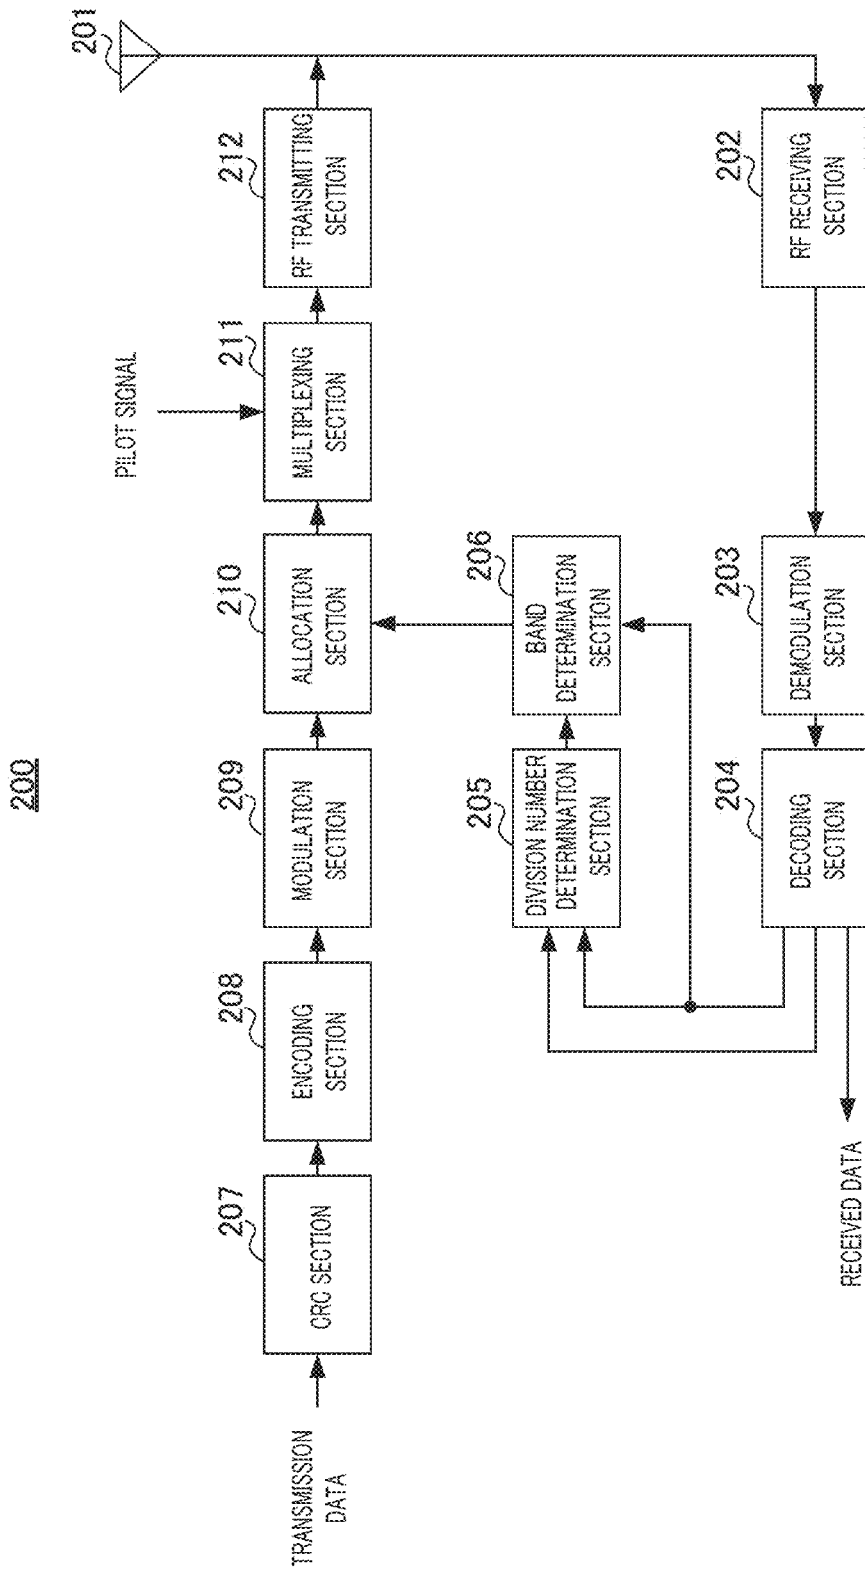 200
201
PILOT SIGNAL
207
208
209
210
211
212
TRANSMISSION
DATA
CRC SECTION
ENCODING
SECTION
MODULATION
SECTION
ALLOCATION
SECTION
MULTIPLEXING
SECTION
RF TRANSMITTING
SECTION
205
206
DIVISION NUMBER
DETERMINATION
SECTION
BAND
DETERMINATION
SECTION
204
203
202
RECEIVED DATA
DECODING
SECTION
DEMODULATION
SECTION
RF RECEIVING
SECTION